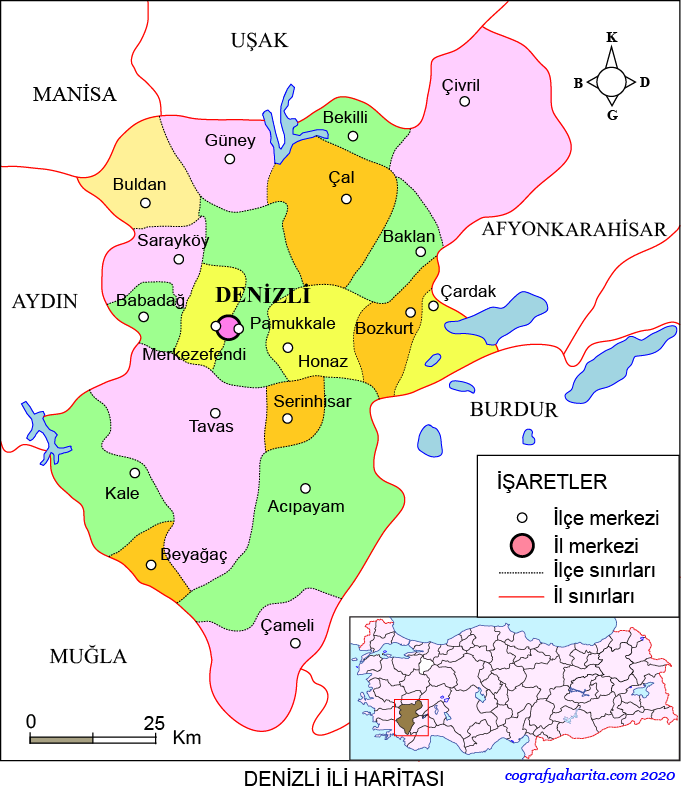 UŞAK
K
B
D
G
MANİSA
Çivril
Bekilli
Güney
Çal
Buldan
AFYONKARAHİSAR
Baklan
Sarayköy
Çardak
AYDIN
Babadağ
DENİZLİ
Pamukkale
Bozkurt
Merkezefendi
Honaz
Serinhisar
BURDUR
Tavas
İŞARETLER
Kale
Acıpayam
İlçe merkezi
İl merkezi
Beyağaç
İlçe sınırları
İl sınırları
Çameli
MUĞLA
0
25
Km
DENİZLİ İLİ HARİTASI
cografyaharita.com 2020